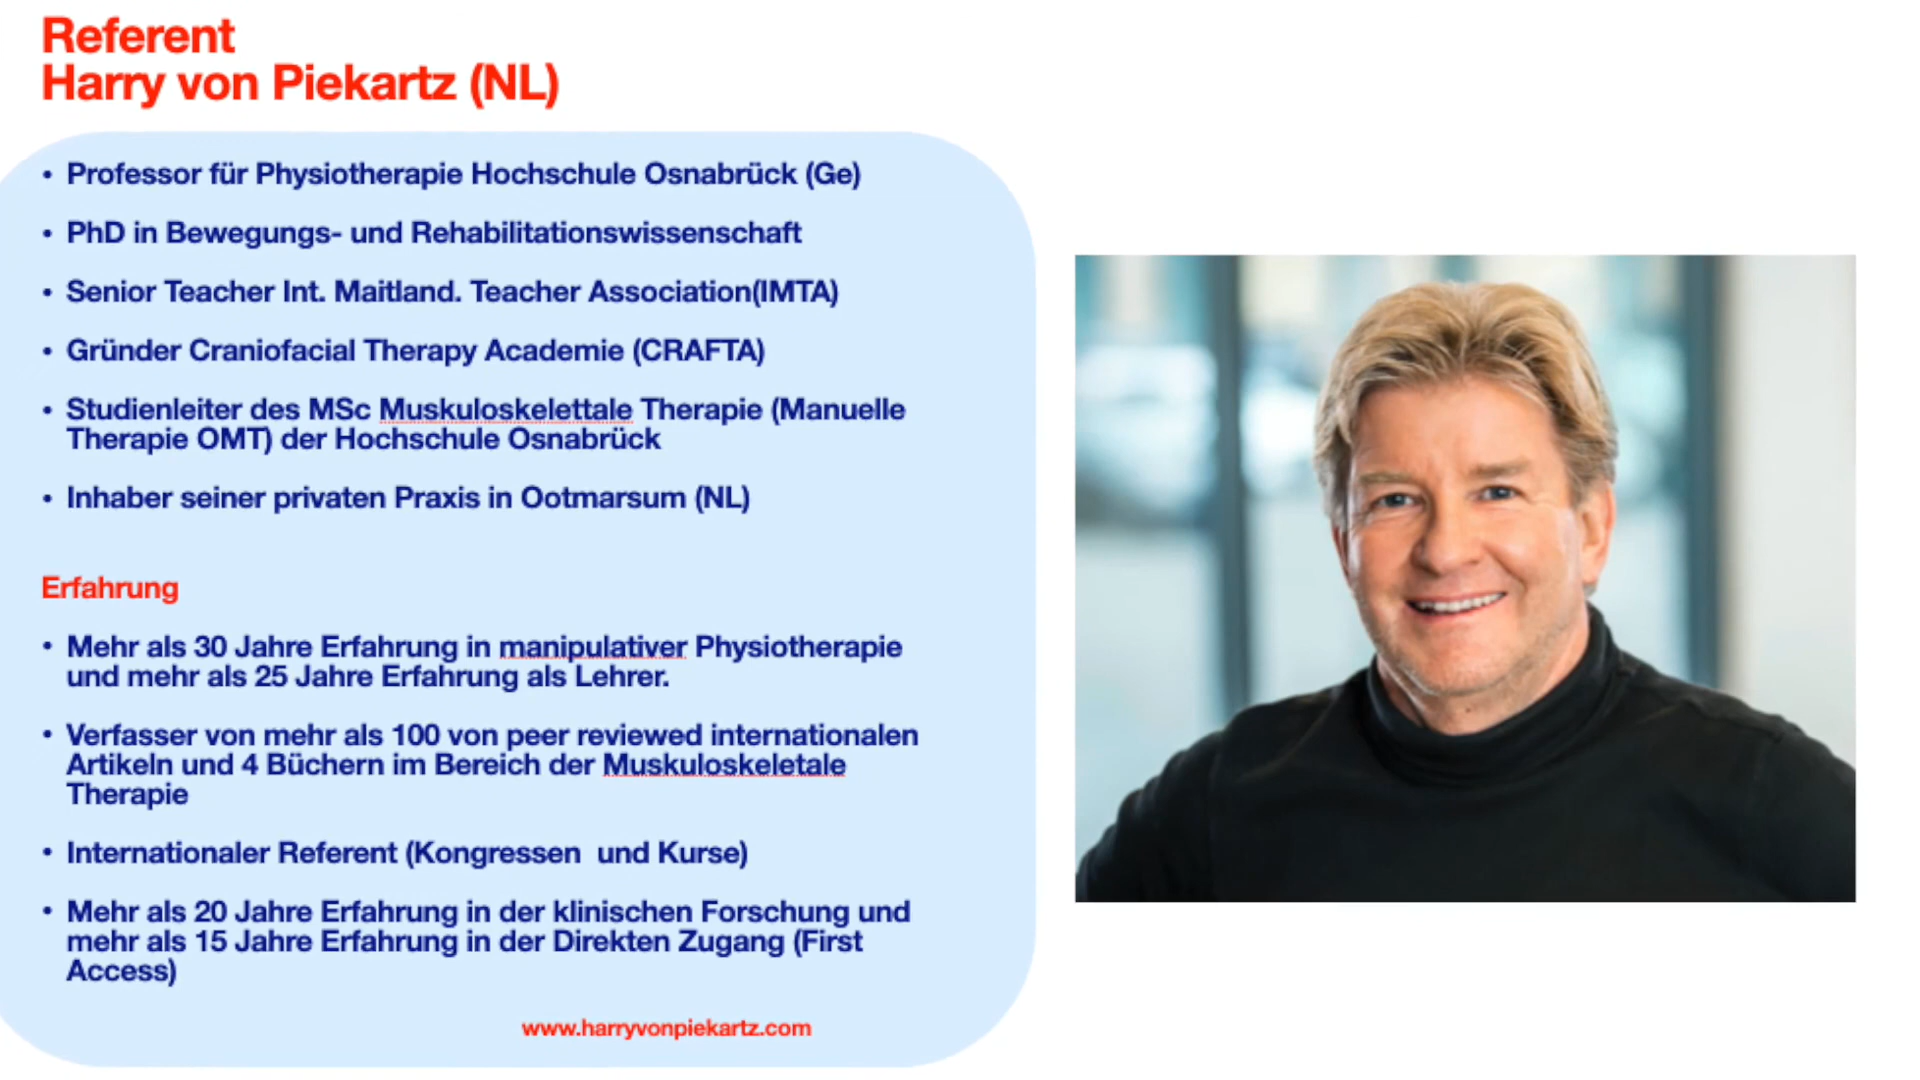 Referent
Harry von Piekartz (NL)
• Professor für Physiotherapie Hochschule Osnabrück (Ge)
• PhD in Bewegungs- und Rehabilitationswissenschaft
• Senior Teacher Int. Maitland. Teacher Association(IMTA)
• Gründer Craniofacial Therapy Academie (CRAFTA)
• Studienleiter des MSc Muskuloskelettale Therapie (Manuelle
Therapie OMT) der Hochschule Osnabrück
• Inhaber seiner privaten Praxis in Ootmarsum (NL)
Erfahrung
• Mehr als 30 Jahre Erfahrung in manipulativer Physiotherapie
und mehr als 25 Jahre Erfahrung als Lehrer.
• Verfasser von mehr als 100 von peer reviewed internationalen
Artikeln und 4 Büchern im Bereich der Muskuloskeletale
Therapie
• Internationaler Referent (Kongressen  und Kurse)
• Mehr als 20 Jahre Erfahrung in der klinischen Forschung und
mehr als 15 Jahre Erfahrung in der Direkten Zugang (First
Access)
www.harryvonpiekartz.com